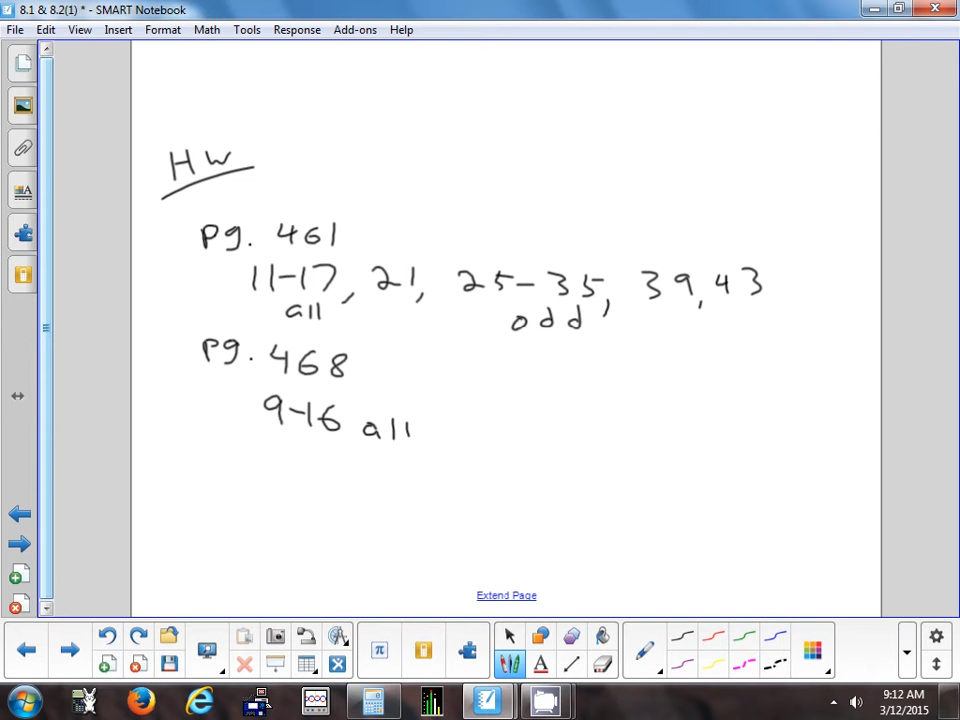 8.1 & 8.2(1) * - SMART Notebook
File Edit View Insert Format Math Tools Response Add-ons Help
HW
pg. 461
11-17, 21, 25-35, 39, 43
all odd
pg. 468
9-16 all
Extend Page
9:12 AM
3/12/2015